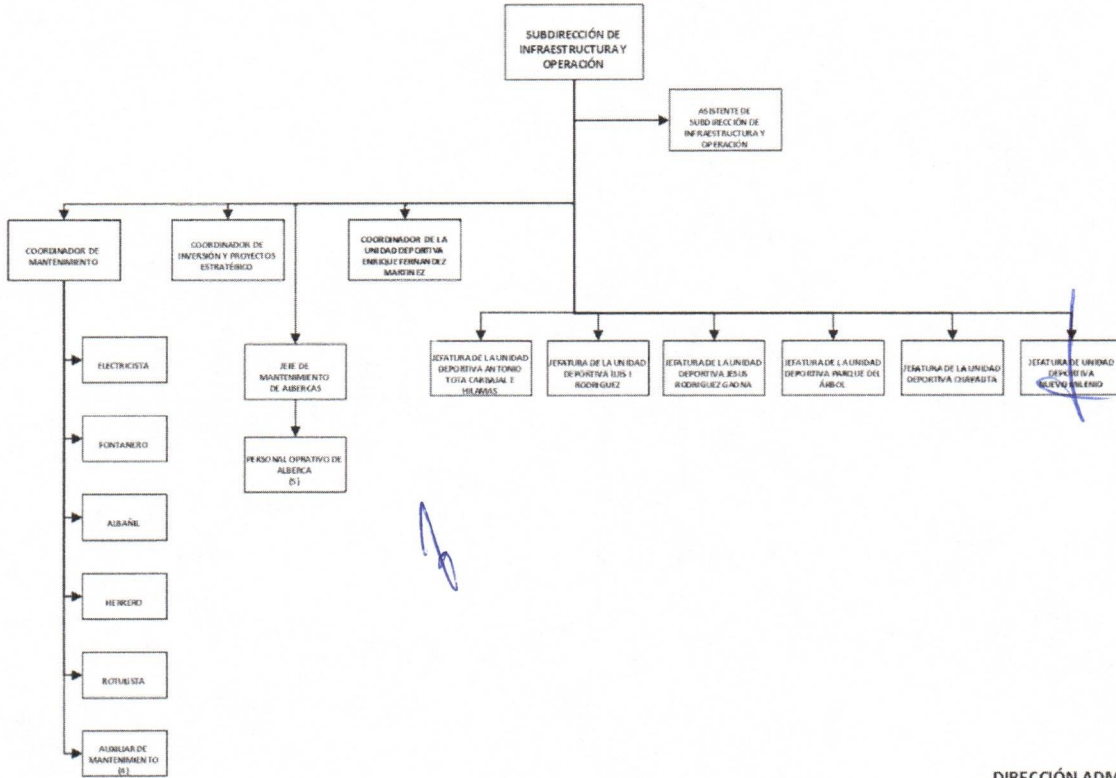 SUBDIRECCIÓN DE
INFRAESTRUCTURA Y
OPERACIÓN
ASISTENTE DE
SUBDIRECCIÓN DE
INFRAESTRUCTURA Y
OPERACIÓN
COORDINADOR DE
MANTENIMIENTO
COORDINADOR DE
INVERSIÓN Y PROYECTOS
ESTRATÉGICO
COORDINADOR DE LA
UNIDAD DEPORTIVA
ENRIQUE FERNANDEZ
MARTINEZ
ELECTRICISTA
FONTANERO
ALBAÑIL
HERRERO
ROTULISTA
AUXILIAR DE
MANTENIMIENTO
JEFE DE
MANTENIMIENTO
DE ALBERCAS
PERSONAL OPRATIVO DE
ALBERCA
(5)
JEFATURA DE LA UNIDAD
DEPORTIVA ANTONIO
TOTA CARBAJAL E
HILAMAS
JEFATURA DE LA UNIDAD
DEPORTIVA LUIS I
RODRIGUEZ
JEFATURA DE LA UNIDAD
DEPORTIVA JESUS
RODRIGUEZ GAONA
JEFATURA DE LA UNIDAD
DEPORTIVA PARQUE DEL
ÁRBOL
JEFATURA DE LA UNIDAD
DEPORTIVA CHAPALITA
JEFATURA DE UNIDAD
DEPORTIVA
NUEVO MILENIO